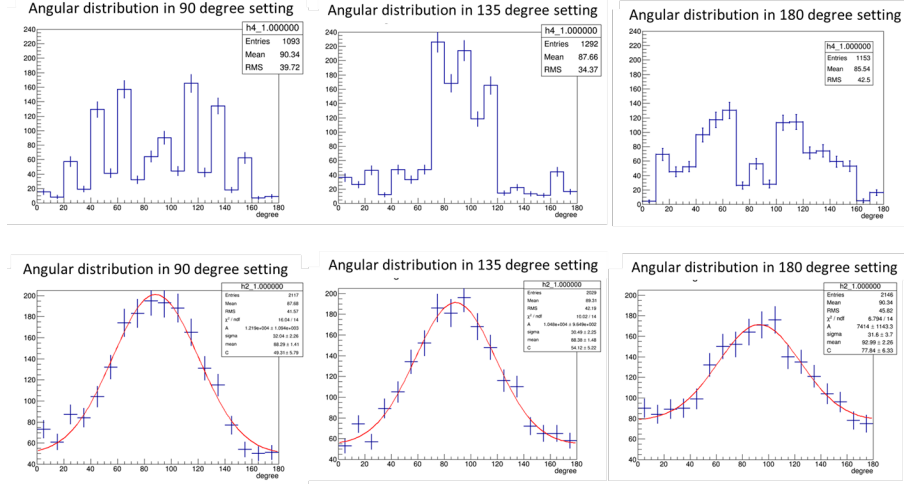 Angular distribution in 90 degree setting
h4_1.000000
Entries 1093
Mean 90.34
RMS 39.72
240
220
200
180
160
140
120
100
80
60
40
20
0
0 20 40 60 80 100 120 140 160 180
degree
Angular distribution in 135 degree setting
h4_1.000000
Entries 1292
Mean 87.66
RMS 34.37
240
220
200
180
160
140
120
100
80
60
40
20
0
0 20 40 60 80 100 120 140 160 180
degree
Angular distribution in 180 degree setting
h4_1.000000
Entries 1153
Mean 85.54
RMS 42.5
240
220
200
180
160
140
120
100
80
60
40
20
0
0 20 40 60 80 100 120 140 160 180
degree
Angular distribution in 90 degree setting
h2_1.000000
Entries 2117
Mean 87.68
RMS 41.57
χ² / ndf 16.04 / 14
A 1.219e+004 ± 1.094e+003
sigma 32.04 ± 2.26
mean 88.29 ± 1.41
C 49.31 ± 5.79
200
180
160
140
120
100
80
60
40
0 20 40 60 80 100 120 140 160 180
degree
Angular distribution in 135 degree setting
h2_1.000000
Entries 2029
Mean 89.31
RMS 42.19
χ² / ndf 10.02 / 14
A 1.048e+004 ± 9.649e+002
sigma 30.49 ± 2.25
mean 88.28 ± 1.48
C 54.12 ± 5.22
200
180
160
140
120
100
80
60
40
0 20 40 60 80 100 120 140 160 180
degree
Angular distribution in 180 degree setting
h2_1.000000
Entries 2146
Mean 90.34
RMS 45.82
χ² / ndf 6.794 / 14
A 7414 ± 1143.3
sigma 31.6 ± 3.7
mean 92.99 ± 2.26
C 77.84 ± 6.33
200
180
160
140
120
100
80
60
40
0 20 40 60 80 100 120 140 160 180
degree